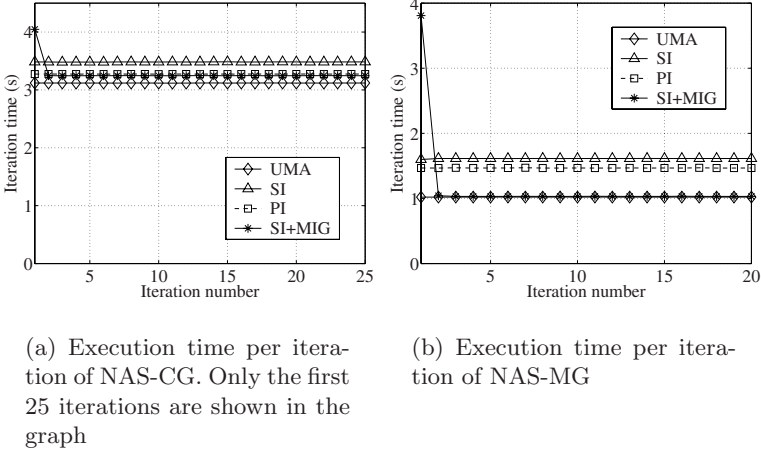 4
3
2
1
0
Iteration time (s)
UMA
SI
PI
SI+MIG
5 10 15 20 25
Iteration number
4
3
2
1
0
Iteration time (s)
UMA
SI
PI
SI+MIG
5 10 15 20
Iteration number
(a) Execution time per itera-
tion of NAS-CG. Only the first
25 iterations are shown in the
graph
(b) Execution time per itera-
tion of NAS-MG